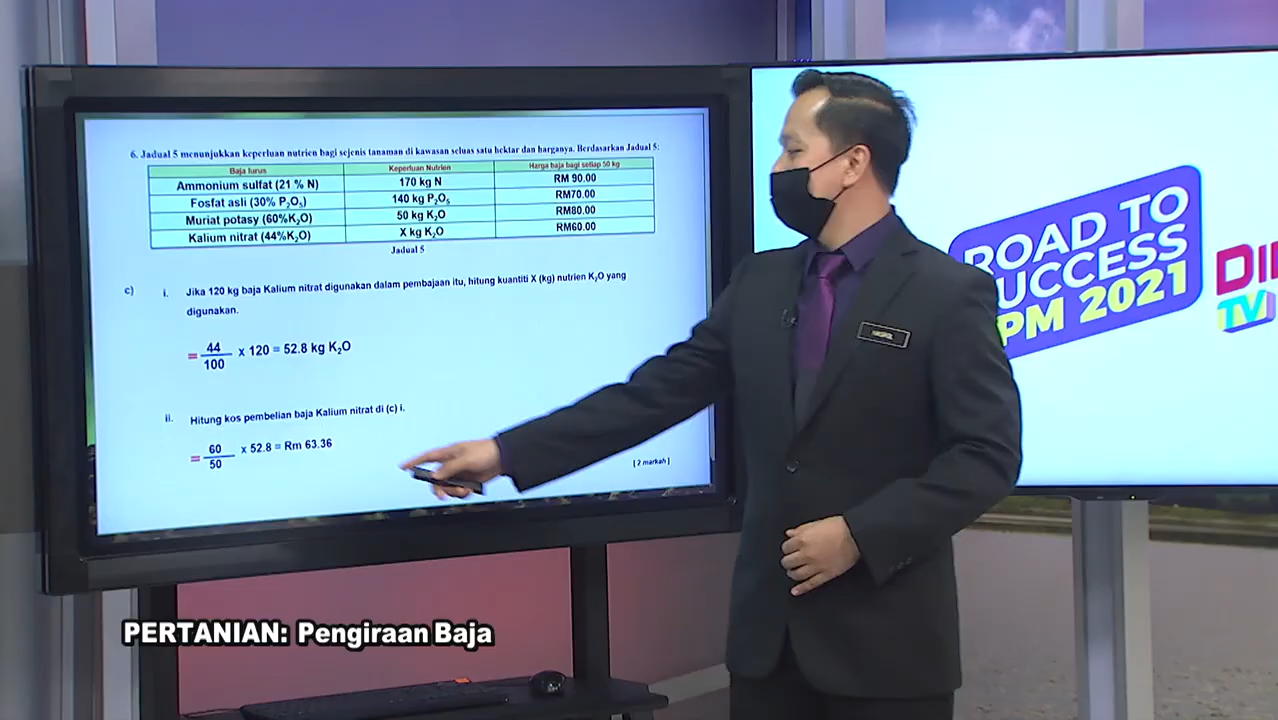 6. Jadual 5 menunjukkan keperluan nutrien bagi sejenis tanaman di kawasan seluas satu hektar dan harganya. Berdasarkan Jadual 5:
Baja lurus Keperluan Nutrien Harga baja bagi setiap 50 kg
Ammonium sulfat (21 % N) 170 kg N RM 90.00
Fosfat asli (30% P₂O₅) 140 kg P₂O₅ RM70.00
Muriat potasy (60%K₂O) 50 kg K₂O RM80.00
Kalium nitrat (44%K₂O) X kg K₂O RM60.00
Jadual 5
c) i. Jika 120 kg baja Kalium nitrat digunakan dalam pembajaan itu, hitung kuantiti X (kg) nutrien K₂O yang
digunakan.
= 44/100 x 120 = 52.8 kg K₂O
ii. Hitung kos pembelian baja Kalium nitrat di (c) i.
= 60/50 x 52.8 = Rm 63.36
[ 2 markah ]
ROAD TO
SUCCESS
SPM 2021
TV
PERTANIAN: Pengiraan Baja